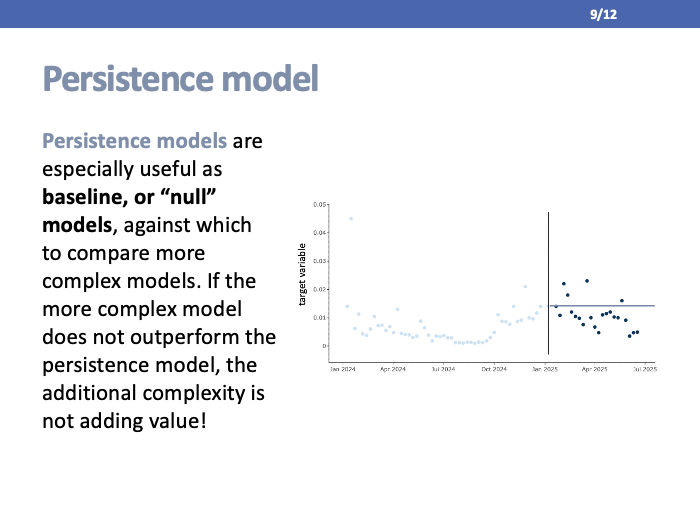 9/12
Persistence model
Persistence models are
especially useful as
baseline, or “null”
models, against which
to compare more
complex models. If the
more complex model
does not outperform the
persistence model, the
additional complexity is
not adding value!
target variable
0.05
0.04
0.03
0.02
0.01
0
Jan 2024
Apr 2024
Jul 2024
Oct 2024
Jan 2025
Apr 2025
Jul 2025